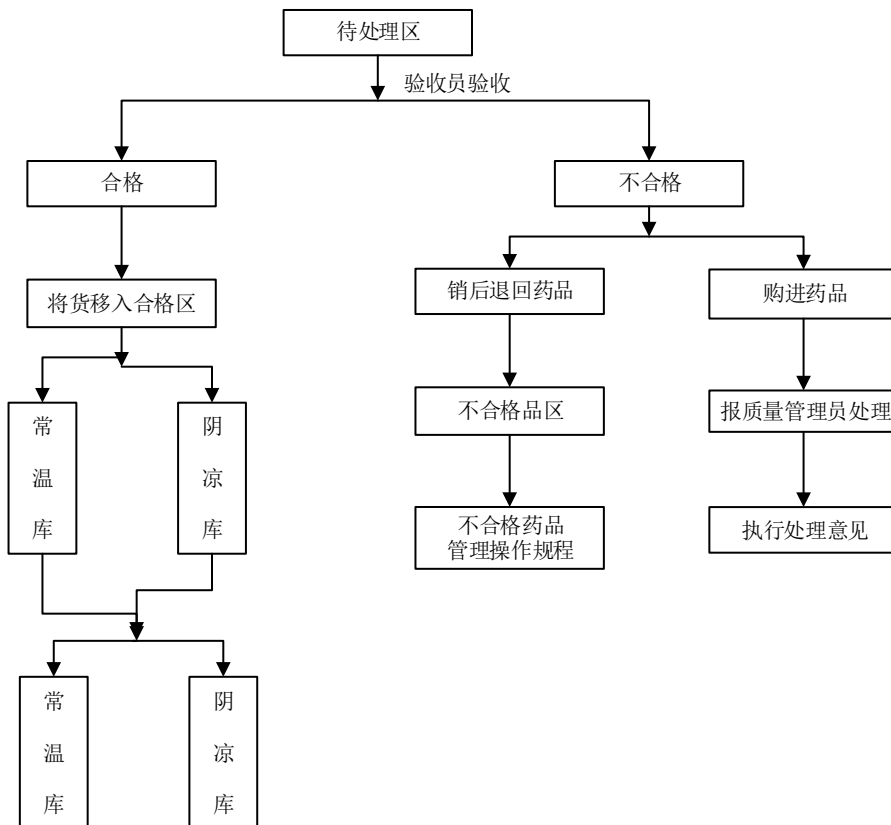 待处理区
验收员验收
合格
不合格
将货移入合格区
销后退回药品
购进药品
常温库
阴凉库
不合格品区
报质量管理员处理
不合格药品
管理操作规程
执行处理意见
常温库
阴凉库